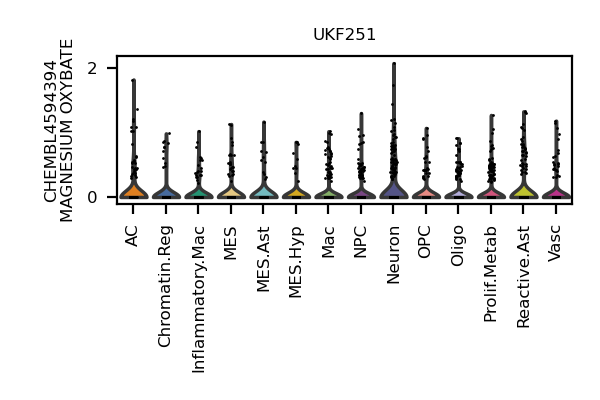 UKF251
CHEMBL4594394
MAGNESIUM OXYBATE
2
0
AC
Chromatin.Reg
Inflammatory.Mac
MES
MES.Ast
MES.Hyp
Mac
NPC
Neuron
OPC
Oligo
Prolif.Metab
Reactive.Ast
Vasc